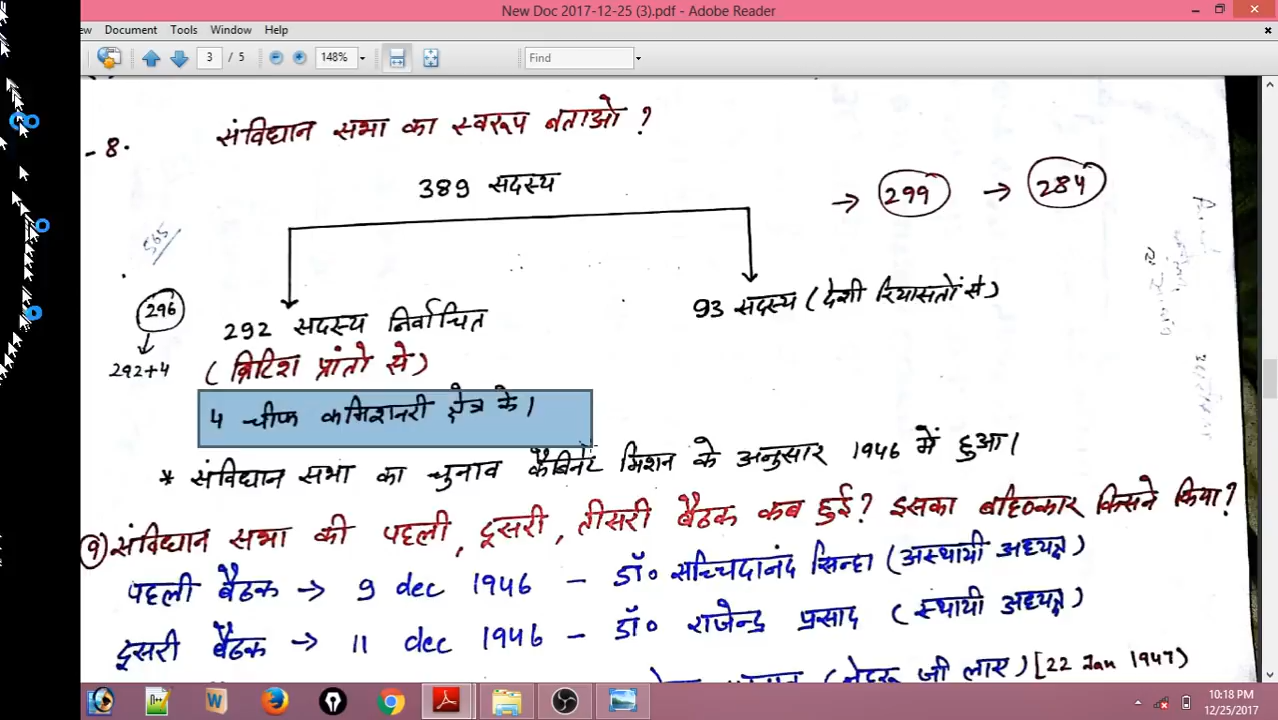 New Doc 2017-12-25 (3).pdf - Adobe Reader
ew Document Tools Window Help
3 / 5 148% Find
-8. संविधान सभा का स्वरूप बताओ ?
389 सदस्य
→ 299 → 284
565
296
292+4
292 सदस्य निर्वाचित
93 सदस्य (देशी रियासतों से)
(ब्रिटिश प्रांतो से)
4 चीफ कमिशनरी क्षेत्र के।
* संविधान सभा का चुनाव कैबिनेट मिशन के अनुसार 1946 में हुआ।
9) संविधान सभा की पहली, दूसरी, तीसरी बैठक कब हुई? इसका बहिष्कार किसने किया?
पहली बैठक → 9 dec 1946 - डॉ॰ सच्चिदानंद सिन्हा (अस्थायी अध्यक्ष)
दूसरी बैठक → 11 dec 1946 - डॉ॰ राजेन्द्र प्रसाद (स्थायी अध्यक्ष)
(नेहरू जी लाए) [22 Jan 1947)
10:18 PM
12/25/2017